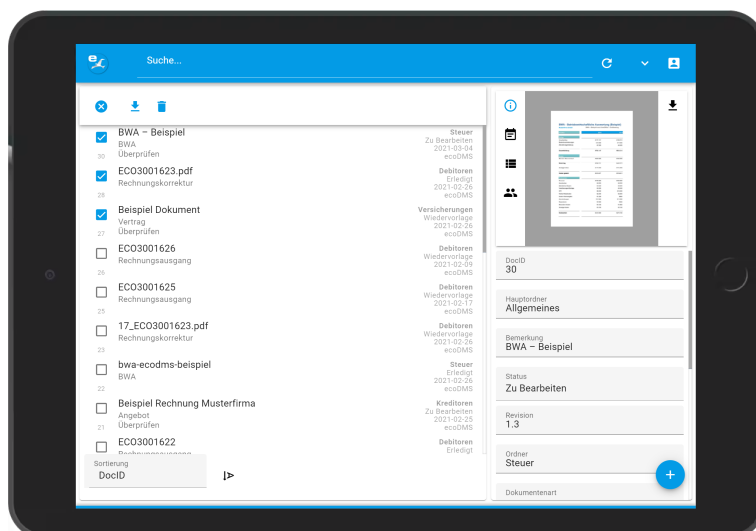 Suche...
BWA – Beispiel
Steuer
BWA
Zu Bearbeiten
Überprüfen
2021-03-04
30
ecoDMS
ECO3001623.pdf
Debitoren
Rechnungskorrektur
Erledigt
2021-02-26
28
ecoDMS
Beispiel Dokument
Versicherungen
Vertrag
Wiedervorlage
Überprüfen
2021-02-26
27
ecoDMS
ECO3001626
Debitoren
Rechnungsausgang
Wiedervorlage
2021-02-09
26
ecoDMS
ECO3001625
Debitoren
Rechnungsausgang
Wiedervorlage
2021-02-17
25
ecoDMS
17_ECO3001623.pdf
Debitoren
Rechnungskorrektur
Wiedervorlage
2021-02-26
23
ecoDMS
bwa-ecodms-beispiel
Steuer
BWA
Erledigt
2021-02-26
22
ecoDMS
Beispiel Rechnung Musterfirma
Kreditoren
Angebot
Zu Bearbeiten
Überprüfen
2021-02-25
21
ecoDMS
ECO3001622
Debitoren
Rechnungsausgang
Erledigt
Sortierung
DocID
DocID
30
Hauptordner
Allgemeines
Bemerkung
BWA – Beispiel
Status
Zu Bearbeiten
Revision
1.3
Ordner
Steuer
Dokumentenart